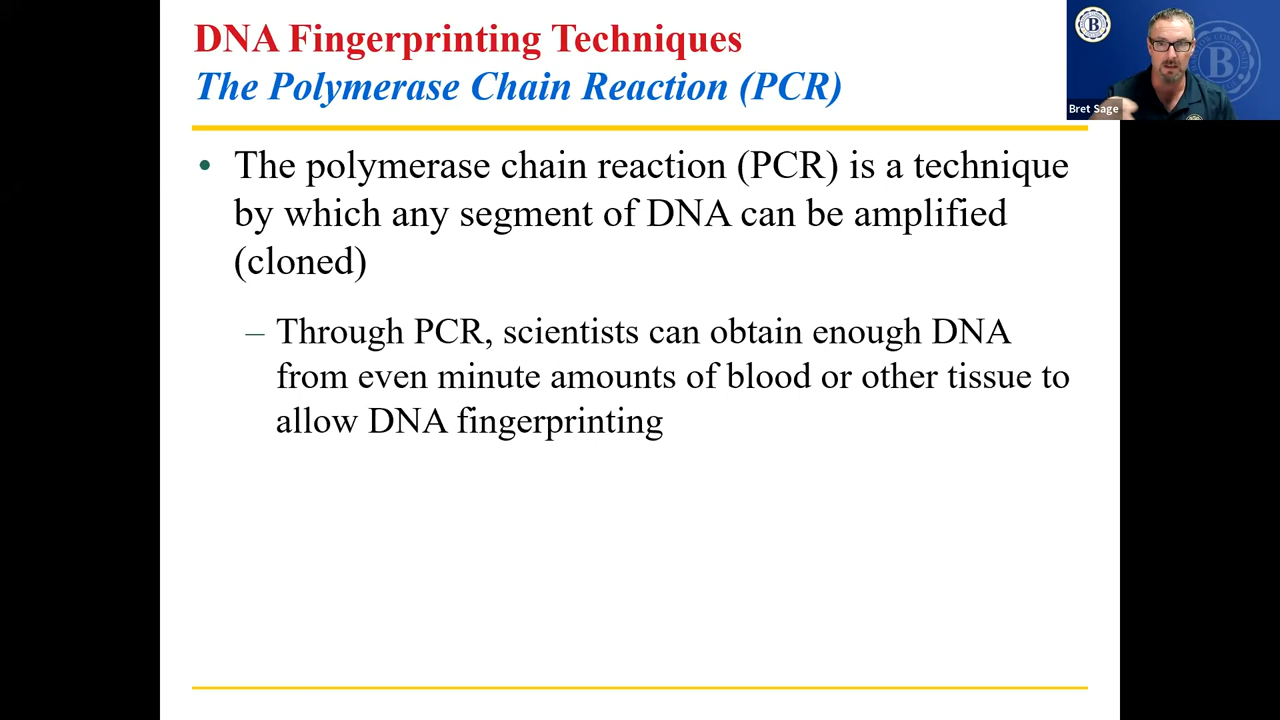 DNA Fingerprinting Techniques
The Polymerase Chain Reaction (PCR)
B
Bret Sage
• The polymerase chain reaction (PCR) is a technique
by which any segment of DNA can be amplified
(cloned)
– Through PCR, scientists can obtain enough DNA
from even minute amounts of blood or other tissue to
allow DNA fingerprinting